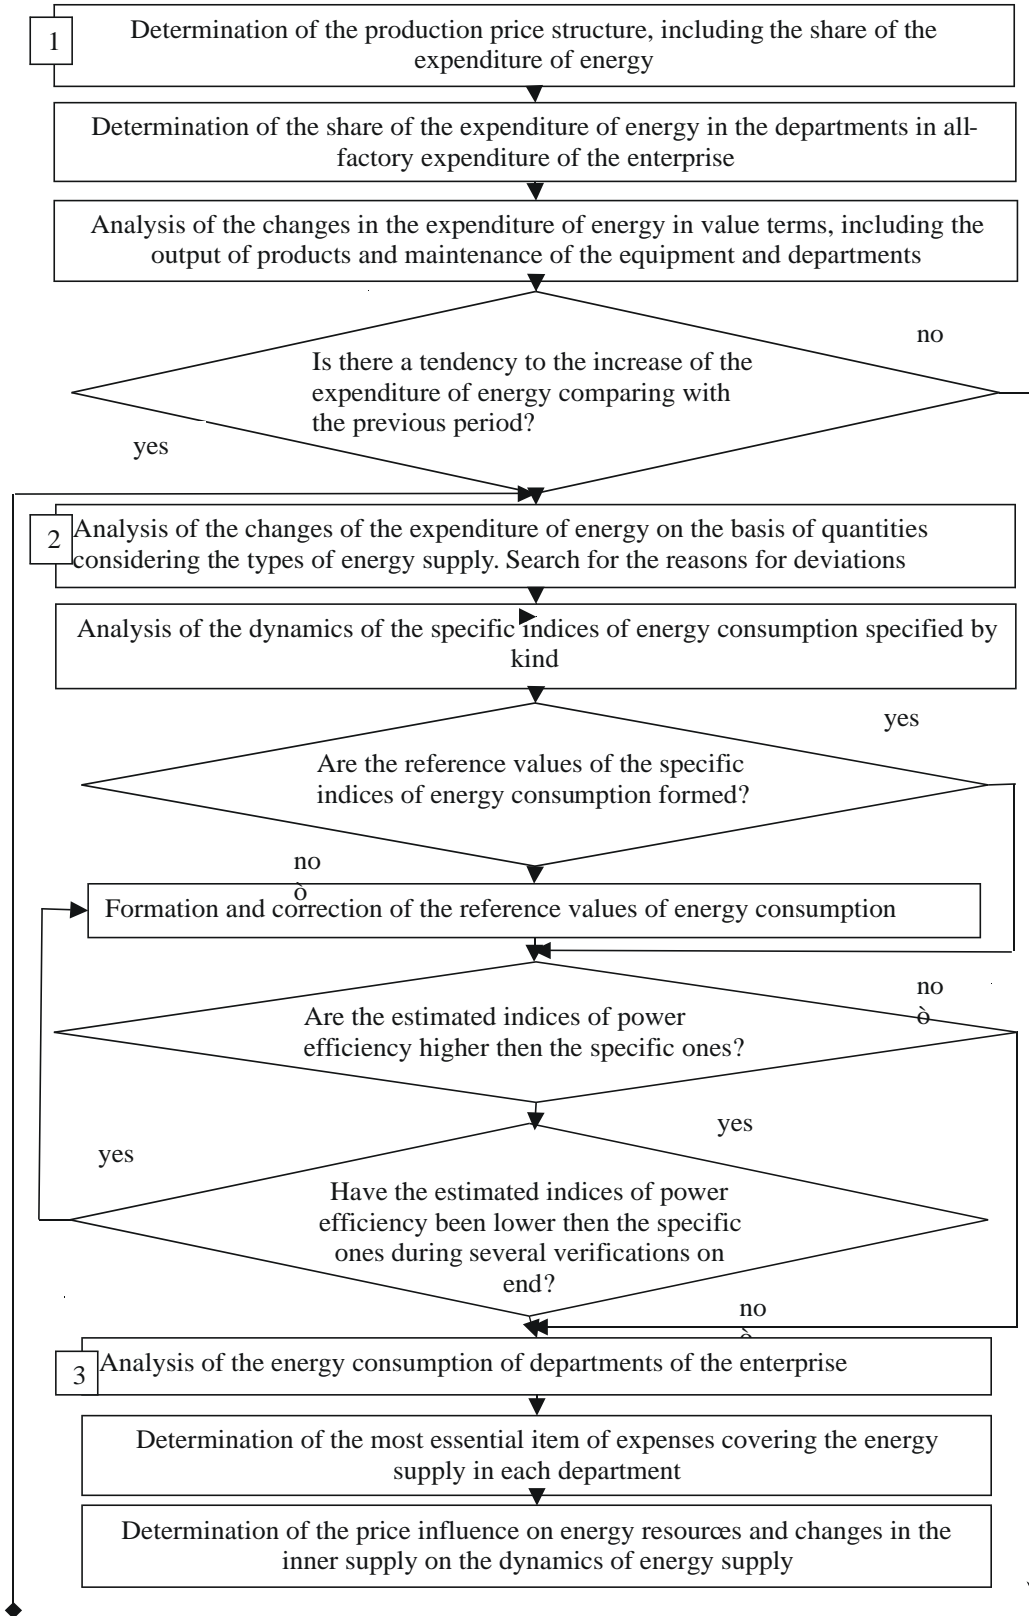 1
Determination of the production price structure, including the share of the
expenditure of energy
Determination of the share of the expenditure of energy in the departments in all-
factory expenditure of the enterprise
Analysis of the changes in the expenditure of energy in value terms, including the
output of products and maintenance of the equipment and departments
no
Is there a tendency to the increase of the
expenditure of energy comparing with
the previous period?
yes
2
Analysis of the changes of the expenditure of energy on the basis of quantities
considering the types of energy supply. Search for the reasons for deviations
Analysis of the dynamics of the specific indices of energy consumption specified by
kind
yes
Are the reference values of the specific
indices of energy consumption formed?
no
ò
Formation and correction of the reference values of energy consumption
no
ò
Are the estimated indices of power
efficiency higher then the specific ones?
yes
yes
Have the estimated indices of power
efficiency been lower then the specific
ones during several verifications on
end?
no
ò
3
Analysis of the energy consumption of departments of the enterprise
Determination of the most essential item of expenses covering the energy
supply in each department
Determination of the price influence on energy resources and changes in the
inner supply on the dynamics of energy supply